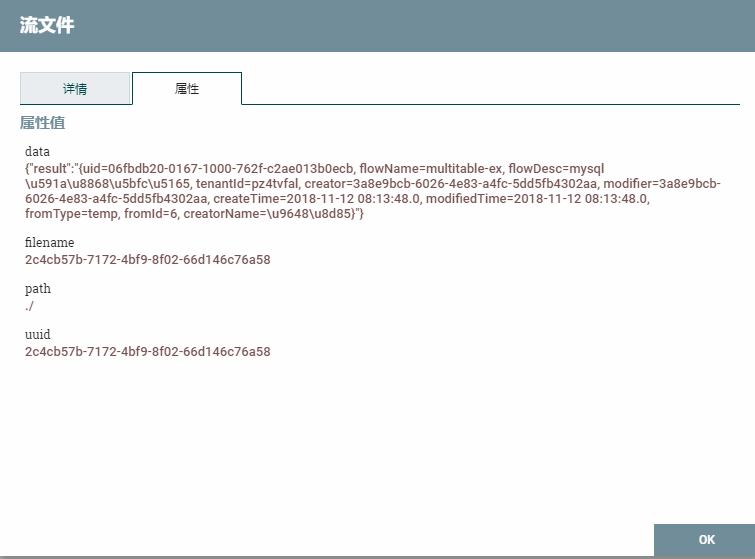 流文件
详情
属性
属性值
data
{"result":"{uid=06fbdb20-0167-1000-762f-c2ae013b0ecb, flowName=multitable-ex, flowDesc=mysql
\u591a\u8868\u5bfc\u5165, tenantId=pz4tvfal, creator=3a8e9bcb-6026-4e83-a4fc-5dd5fb4302aa, modifier=3a8e9bcb-
6026-4e83-a4fc-5dd5fb4302aa, createTime=2018-11-12 08:13:48.0, modifiedTime=2018-11-12 08:13:48.0,
fromType=temp, fromId=6, creatorName=\u9648\u8d85}"}
filename
2c4cb57b-7172-4bf9-8f02-66d146c76a58
path
./
uuid
2c4cb57b-7172-4bf9-8f02-66d146c76a58
OK